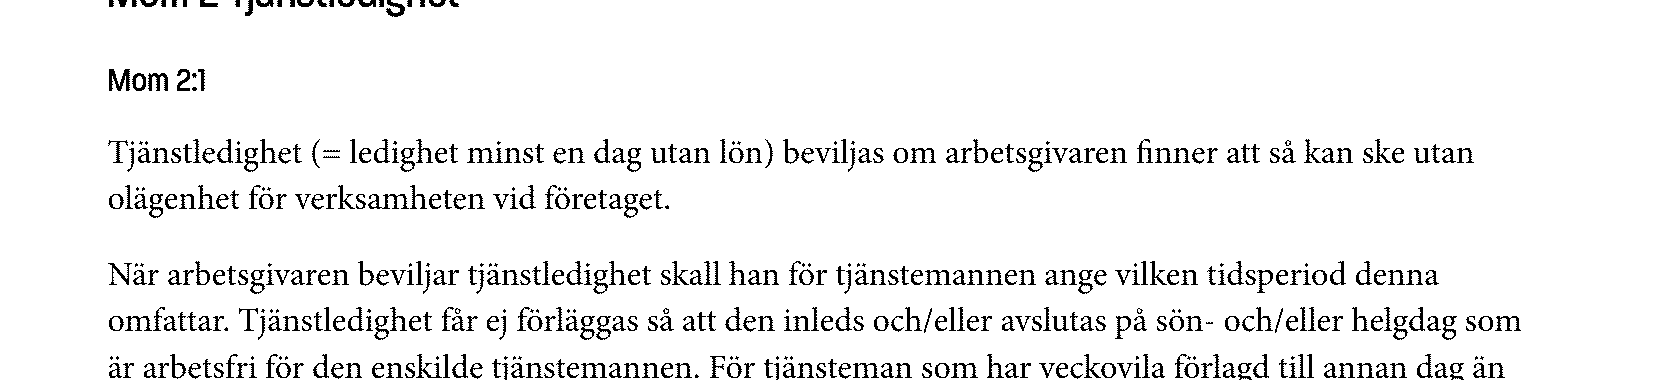 Mom 2 Tjänstledighet
Mom 2:1
Tjänstledighet (= ledighet minst en dag utan lön) beviljas om arbetsgivaren finner att så kan ske utan
olägenhet för verksamheten vid företaget.
När arbetsgivaren beviljar tjänstledighet skall han för tjänstemannen ange vilken tidsperiod denna
omfattar. Tjänstledighet får ej förläggas så att den inleds och/eller avslutas på sön- och/eller helgdag som
är arbetsfri för den enskilde tjänstemannen. För tjänsteman som har veckovila förlagd till annan dag än